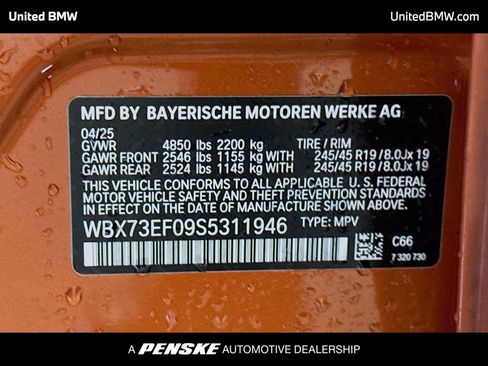 United BMW
UnitedBMW.com
MFD BY BAYERISCHE MOTOREN WERKE AG
04/25
GVWR 4850 lbs 2200 kg TIRE / RIM
GAWR FRONT 2546 lbs 1155 kg WITH 245/45 R19 /8.0Jx 19
GAWR REAR 2524 lbs 1145 kg WITH 245/45 R19 /8.0Jx 19
THIS VEHICLE CONFORMS TO ALL APPLICABLE U. S. FEDERAL
MOTOR VEHICLE SAFETY, BUMPER, AND THEFT PREVENTION
STANDARDS IN EFFECT ON THE DATE OF MANUFACTURE SHOWN ABOVE.
WBX73EF09S5311946 TYPE: MPV
C66
7 320 730
A PENSKE AUTOMOTIVE DEALERSHIP